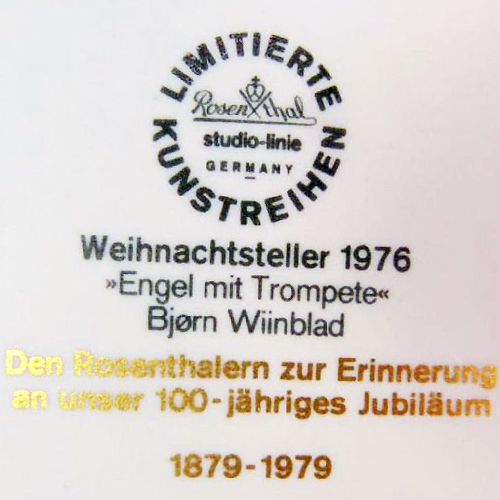 LIMITIERTE
Rosenthal
studio-linie
GERMANY
KUNSTREIHEN
Weihnachtsteller 1976
»Engel mit Trompete«
Bjørn Wiinblad
Den Rosenthalern zur Erinnerung
an unser 100-jähriges Jubiläum
1879-1979